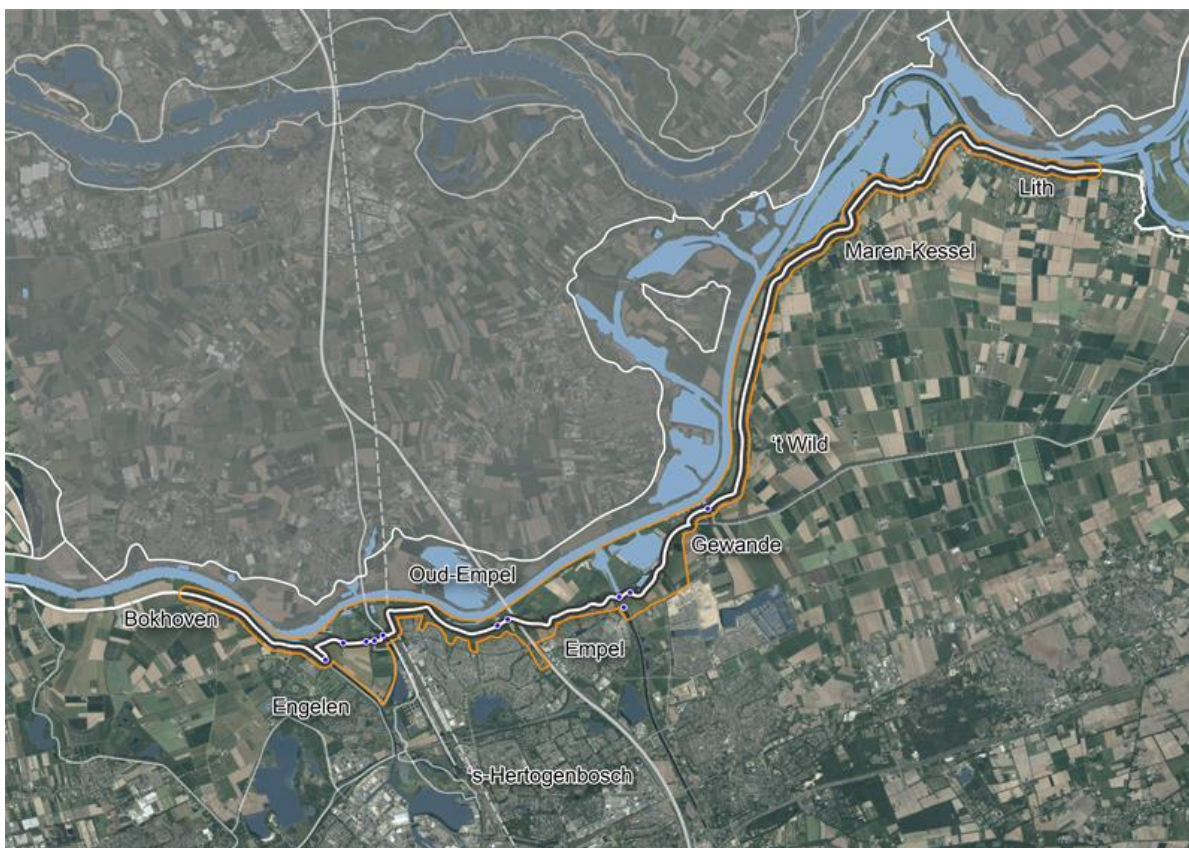 Lith
Maren-Kessel
't Wild
Gewande
Oud-Empel
Bokhoven
Empel
Engelen
's-Hertogenbosch